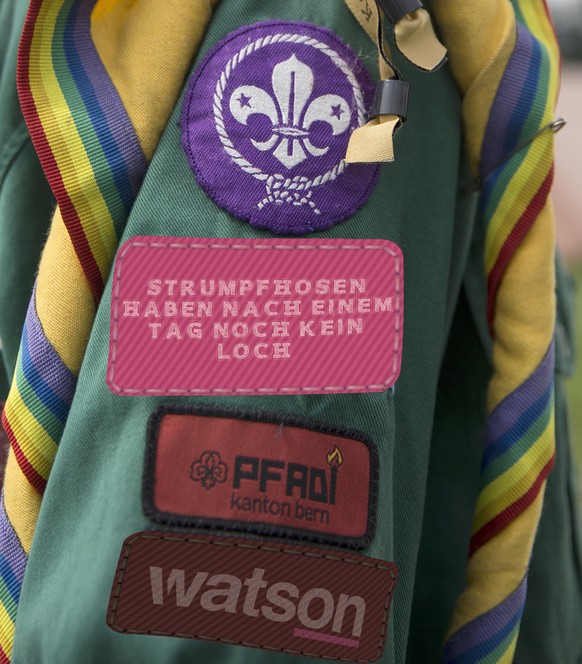 STRUMPFHOSEN
HABEN NACH EINEM
TAG NOCH KEIN
LOCH
PFADI
kanton bern
watson